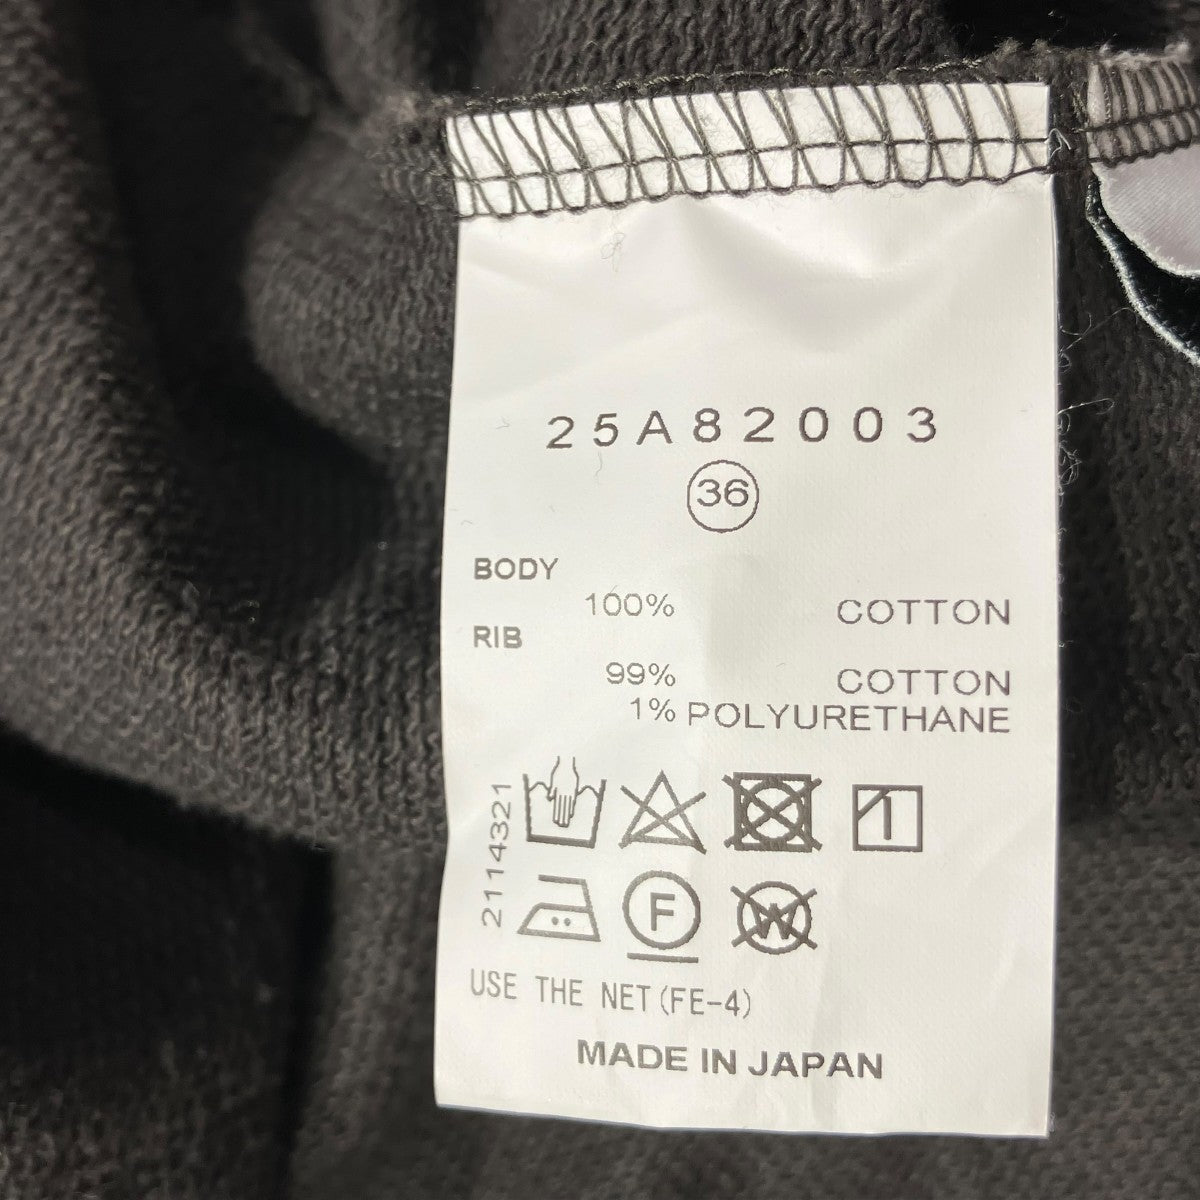 25A82003
36
BODY
100% COTTON
RIB
99% COTTON
1% POLYURETHANE
2114321
F
W
USE THE NET (FE-4)
MADE IN JAPAN